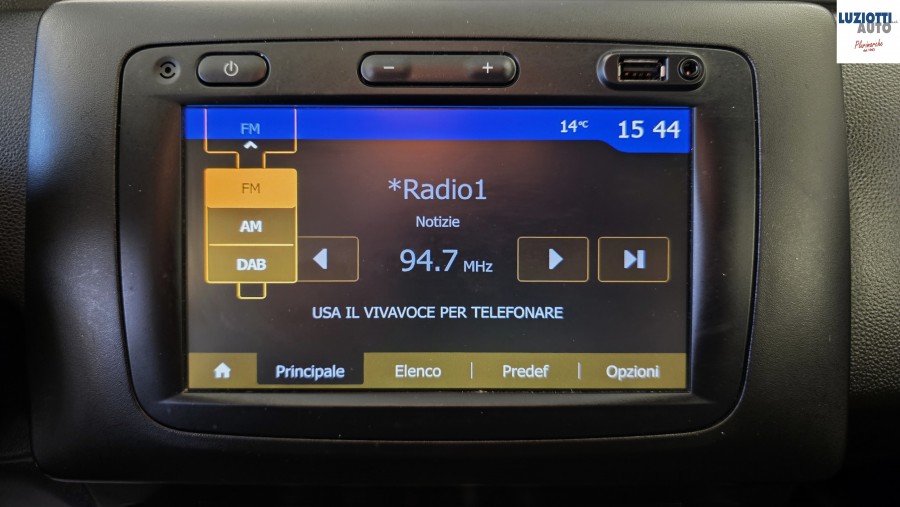 LUZIOTTI
AUTO
Plurimarche
FM
14°C
15 44
FM
AM
DAB
*Radio1
Notizie
94.7 MHz
USA IL VIVAVOCE PER TELEFONARE
Principale
Elenco
Predef
Opzioni